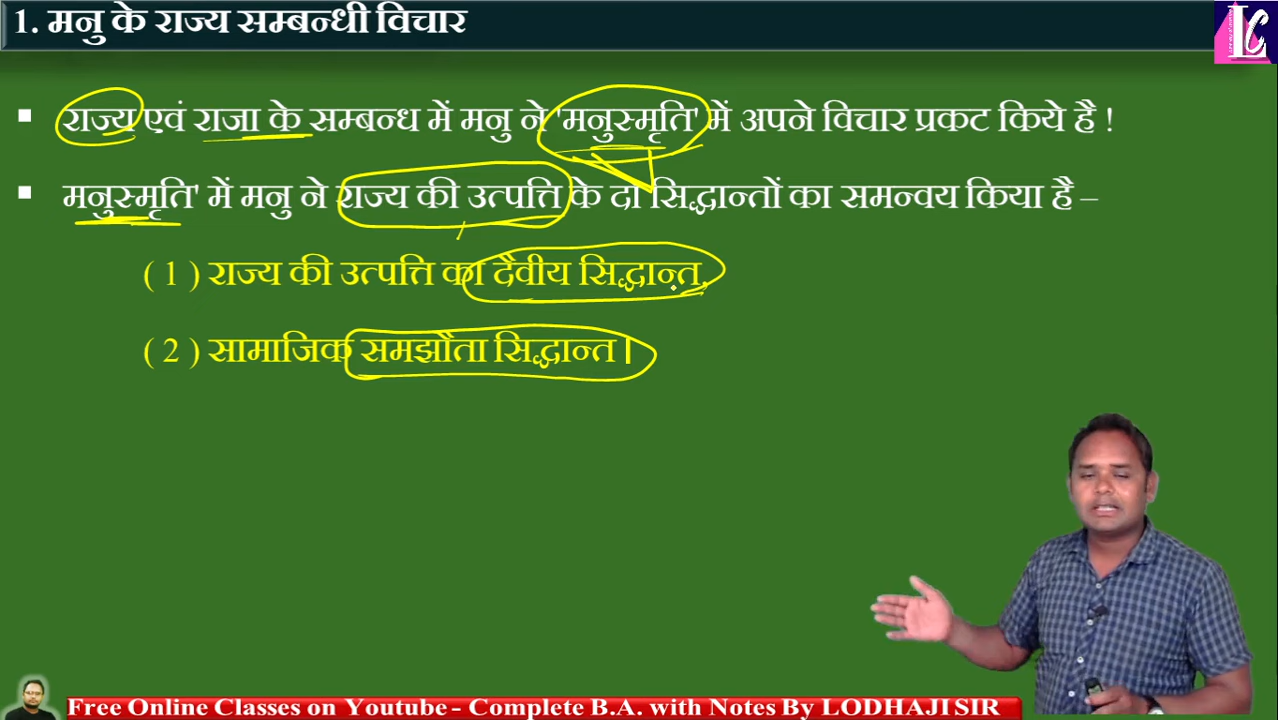 1. मनु के राज्य सम्बन्धी विचार
LC
▪ राज्य एवं राजा के सम्बन्ध में मनु ने 'मनुस्मृति' में अपने विचार प्रकट किये है !
▪ मनुस्मृति' में मनु ने राज्य की उत्पत्ति के दो सिद्धान्तों का समन्वय किया है –
( 1 ) राज्य की उत्पत्ति का दैवीय सिद्धान्त,
( 2 ) सामाजिक समझौता सिद्धान्त ।
Free Online Classes on Youtube - Complete B.A. with Notes By LODHAJI SIR